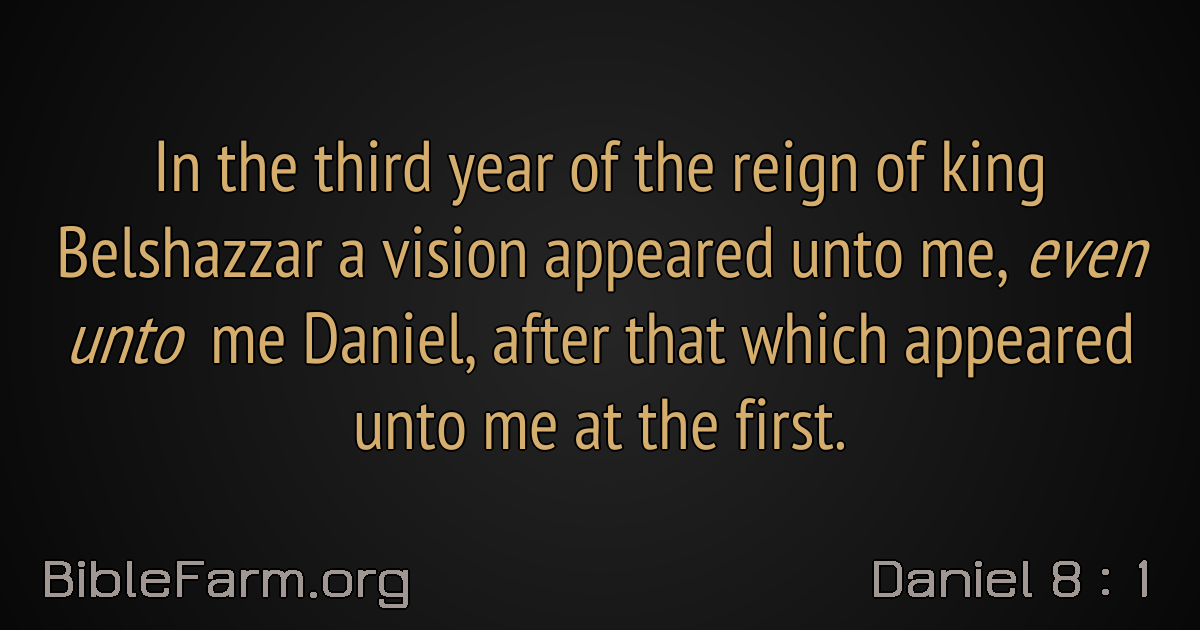 In the third year of the reign of king
Belshazzar a vision appeared unto me, even
unto me Daniel, after that which appeared
unto me at the first.
BibleFarm.org
Daniel 8 : 1